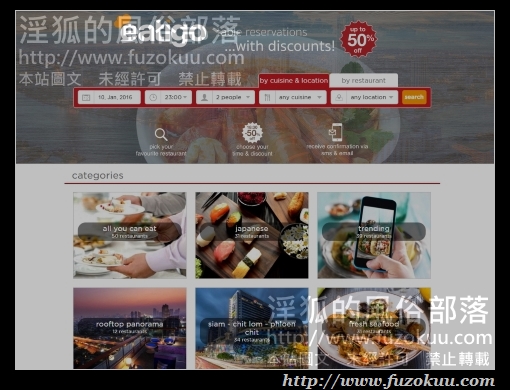 淫狐的風俗部落
http://www.fuzokuu.com
本站圖文 未經許可 禁止轉載
eatigo
table reservations
...with discounts!
up to
50%
off
by cuisine & location
by restaurant
10, Jan, 2016
23:00
2 people
any cuisine
any location
search
50
pick your
favourite restaurant
choose your
time & discount
receive confirmation via
sms & email
categories
all you can eat
50 restaurants
japanese
31 restaurants
trending
39 restaurants
rooftop panorama
19 restaurants
siam - chit lom - phloen
chit
34 restaurants
fresh seafood
淫狐的風俗部落
http://www.fuzokuu.com
本站圖文 未經許可 禁止轉載
http://www.fuzokuu.com